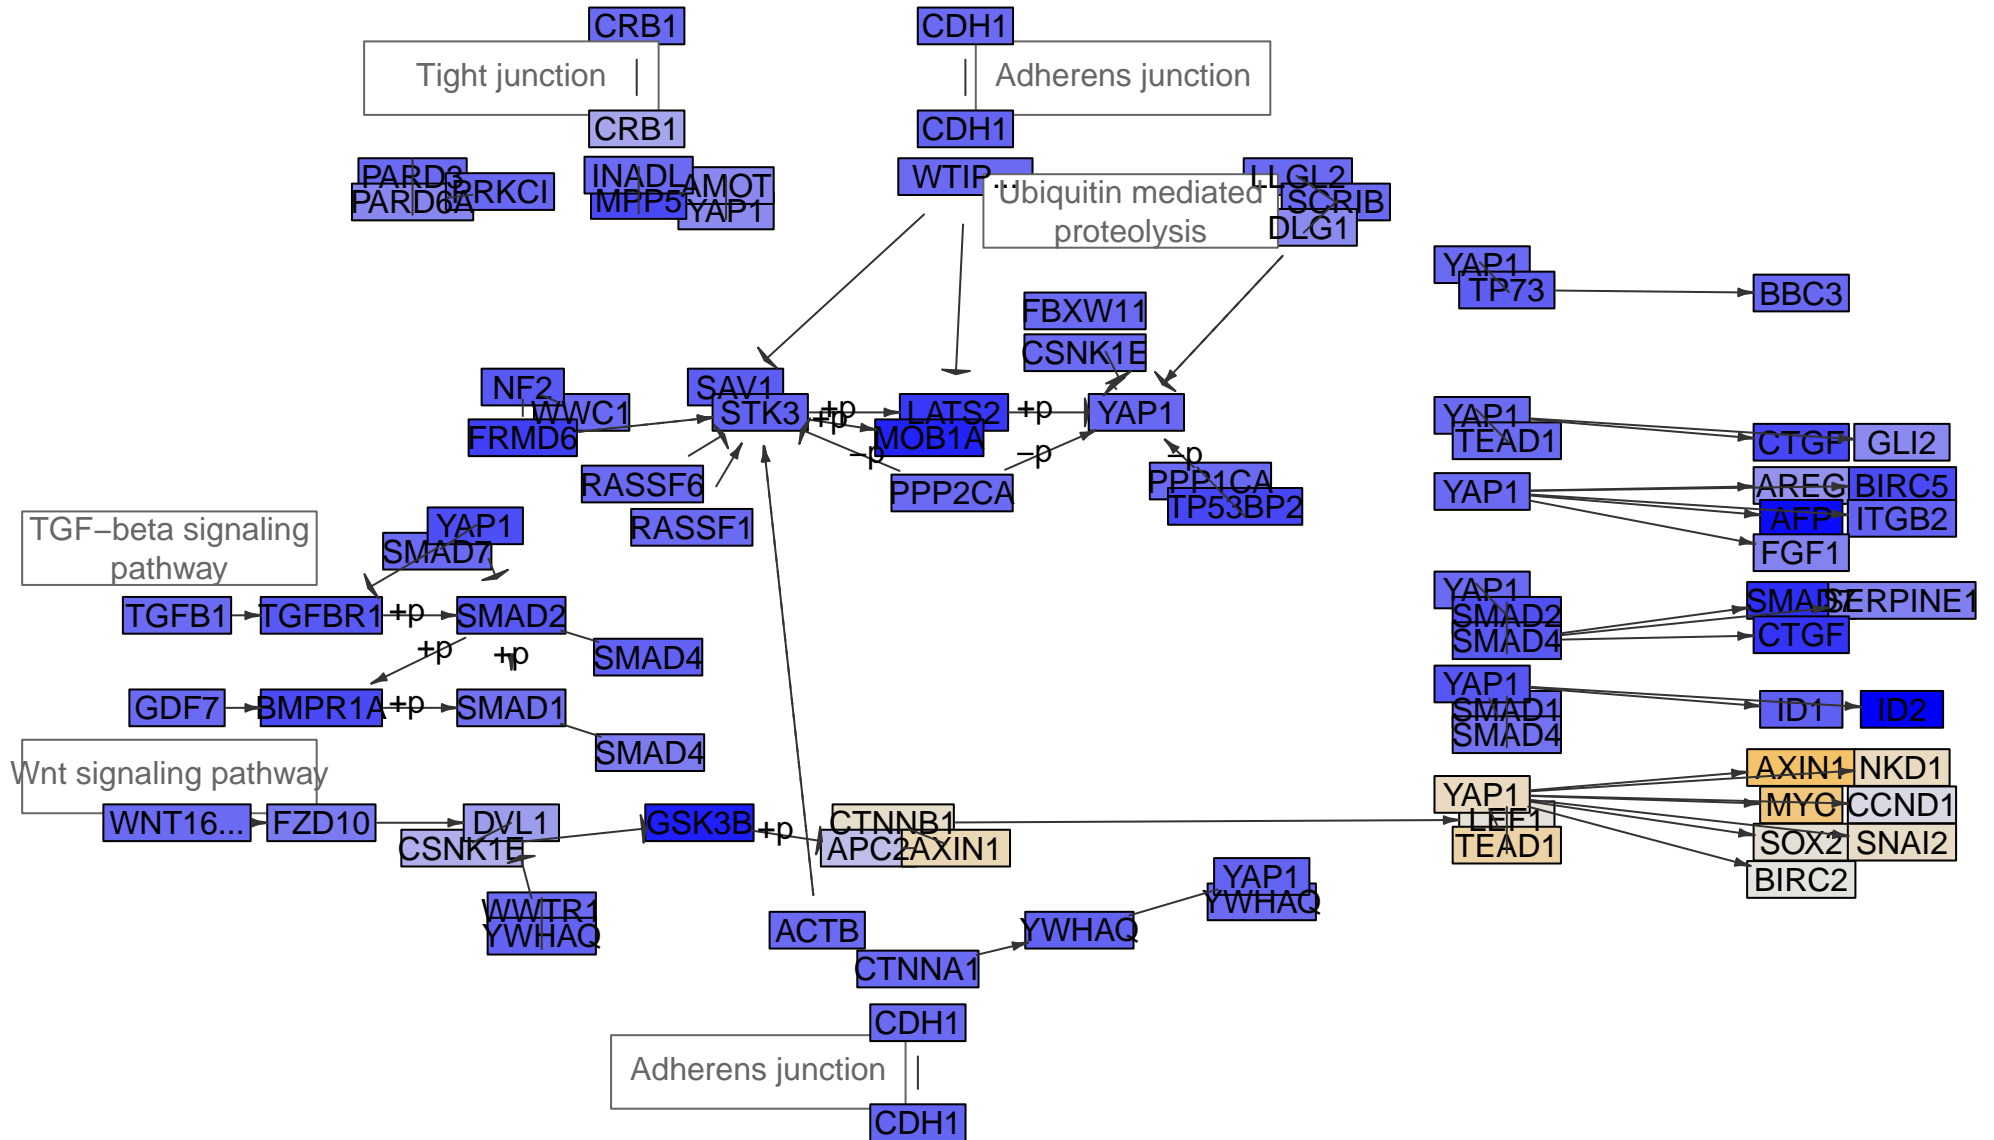 CRB1
CDH1
Tight junction
Adherens junction
CRB1
CDH1
PARD3
PARD6A
PRKCI
INADL
MPP5
AMOT
YAP1
WTIP...
Ubiquitin mediated
proteolysis
LLGL2
SCRIB
DLG1
YAP1
TP73
BBC3
FBXW11
CSNK1E
NF2
WWC1
FRMD6
SAV1
STK3
+p
+p
LATS2
MOB1A
+p
YAP1
YAP1
TEAD1
CTGF
GLI2
RASSF6
RASSF1
–p
PPP2CA
–p
–p
PPP1CA
TP53BP2
YAP1
AREG
BIRC5
AFP
ITGB2
FGF1
TGF–beta signaling
pathway
YAP1
SMAD7
TGFB1
TGFBR1
+p
SMAD2
SMAD4
+p
+p
YAP1
SMAD2
SMAD4
SMAD7
SERPINE1
CTGF
GDF7
BMPR1A
+p
SMAD1
SMAD4
YAP1
SMAD1
SMAD4
ID1
ID2
Wnt signaling pathway
WNT16...
FZD10
DVL1
CSNK1E
GSK3B
+p
CTNNB1
APC2
AXIN1
YAP1
LEF1
TEAD1
AXIN1
NKD1
MYC
CCND1
SOX2
SNAI2
BIRC2
WWTR1
YWHAQ
ACTB
CTNNA1
YWHAQ
YAP1
YWHAQ
CDH1
Adherens junction
CDH1